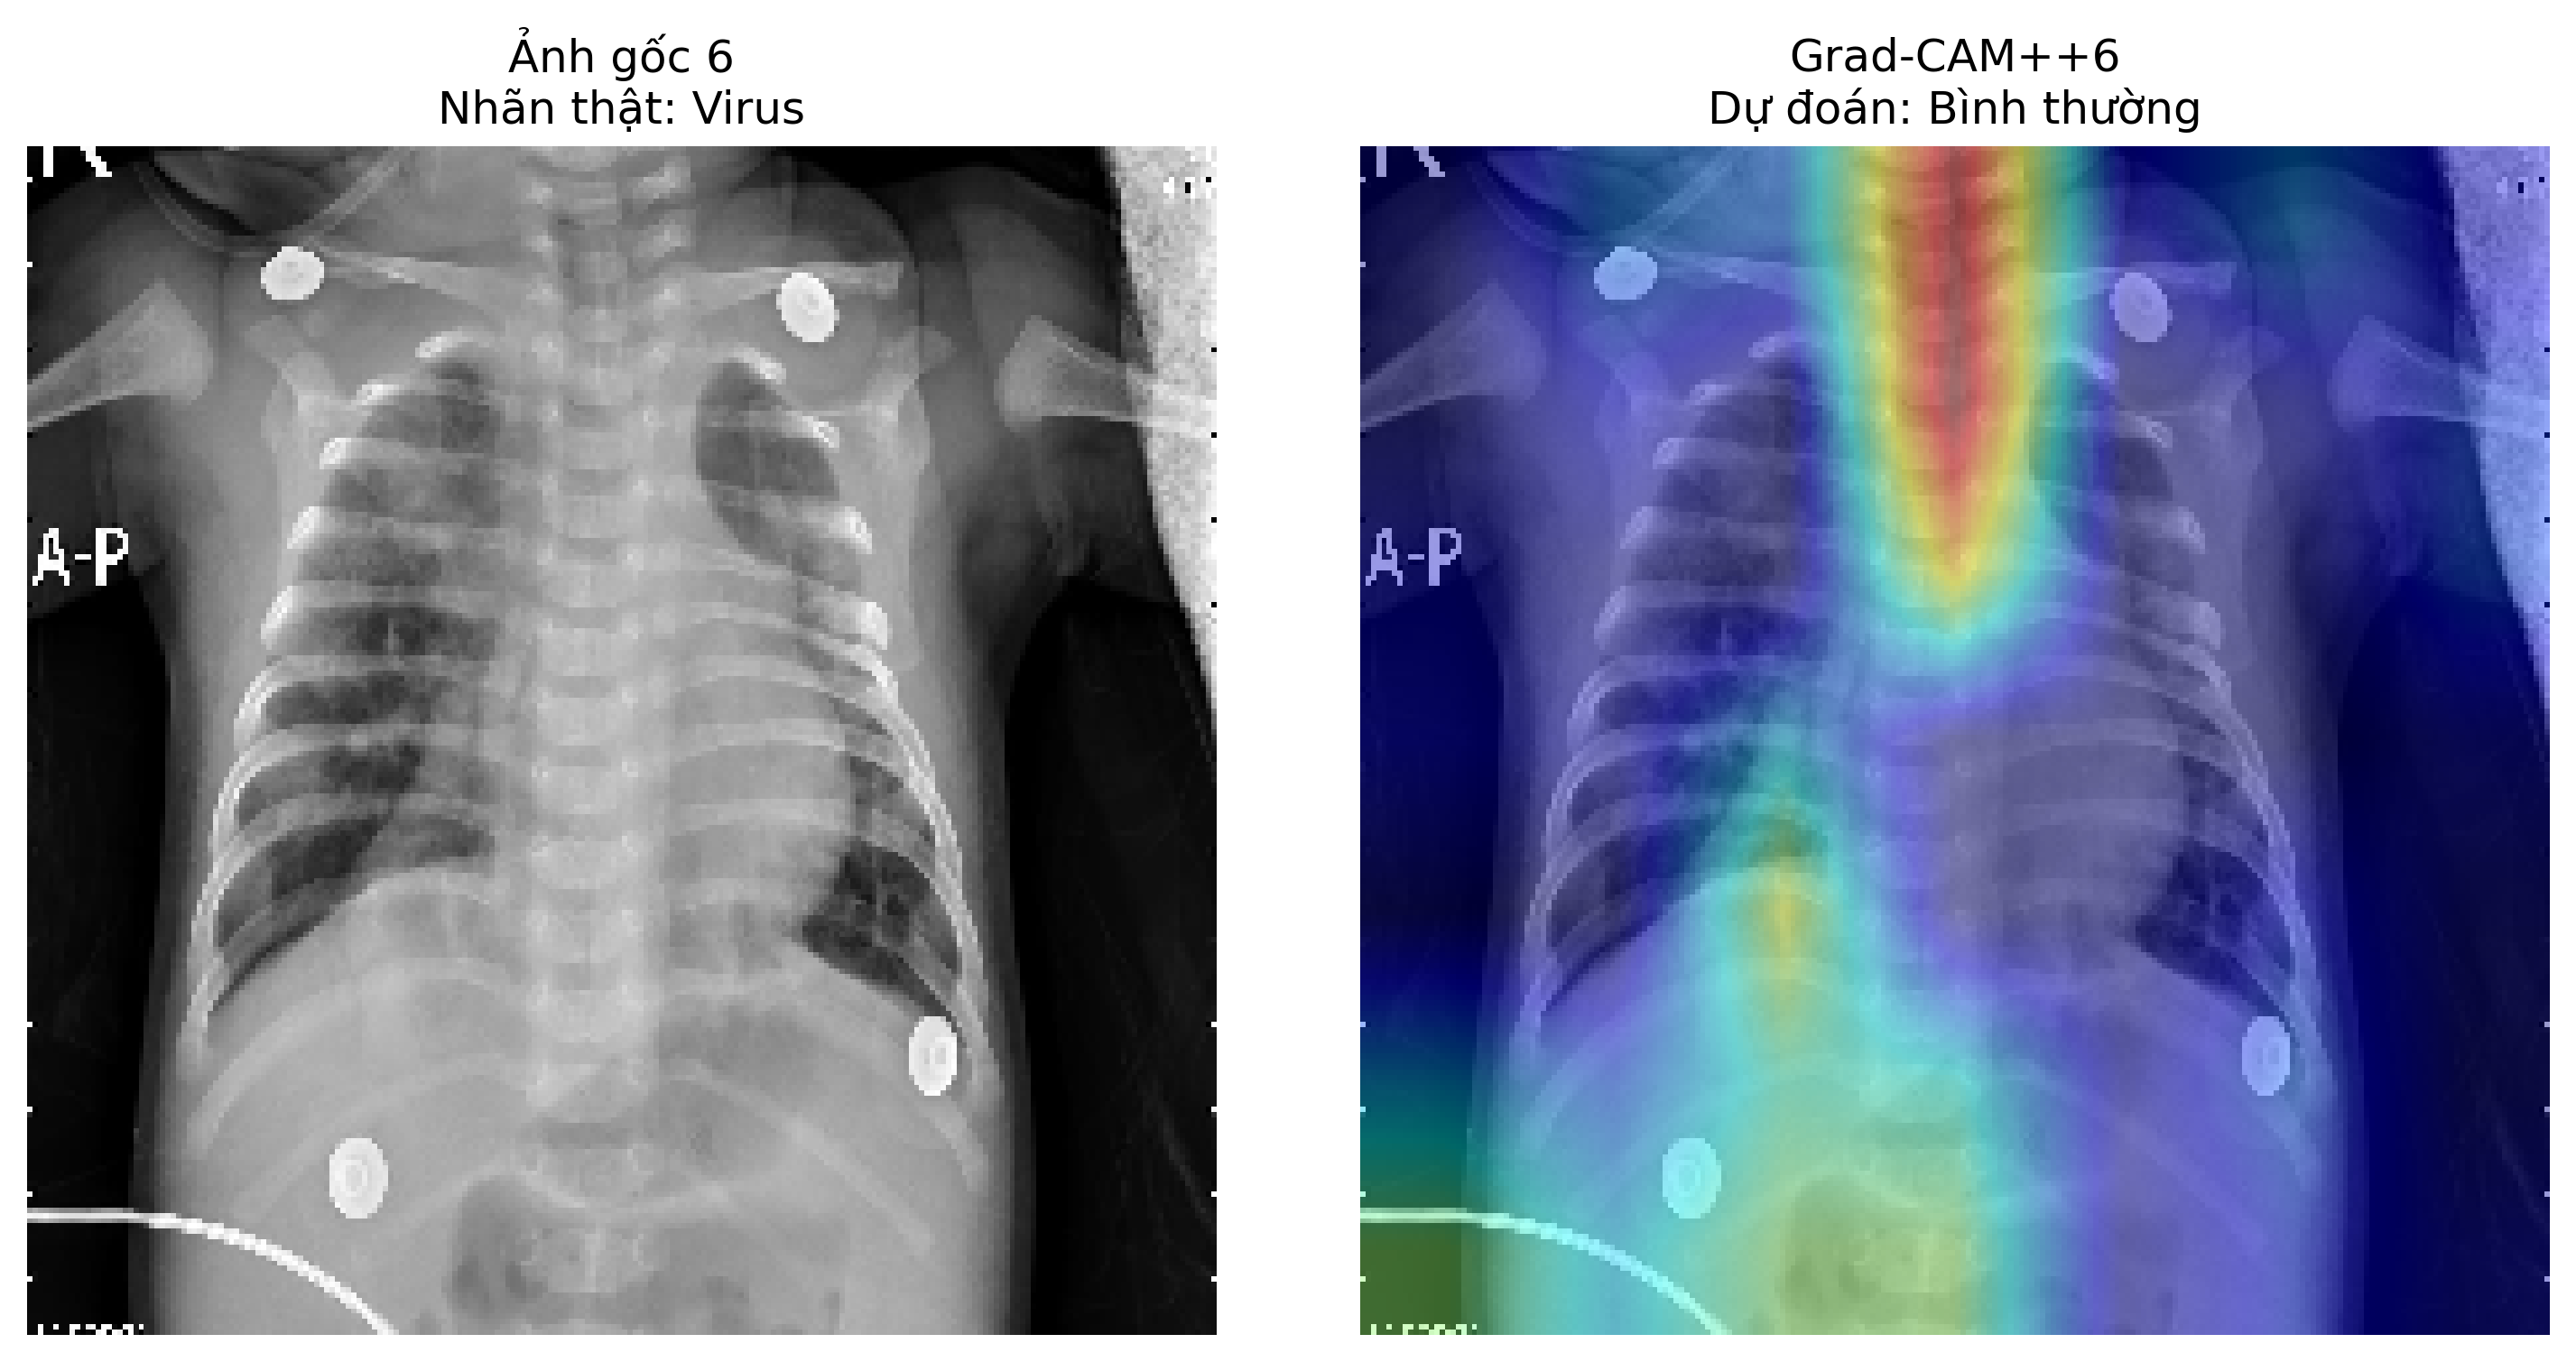 Ảnh gốc 6
Nhãn thật: Virus
Grad-CAM++6
Dự đoán: Bình thường
A-P
A-P